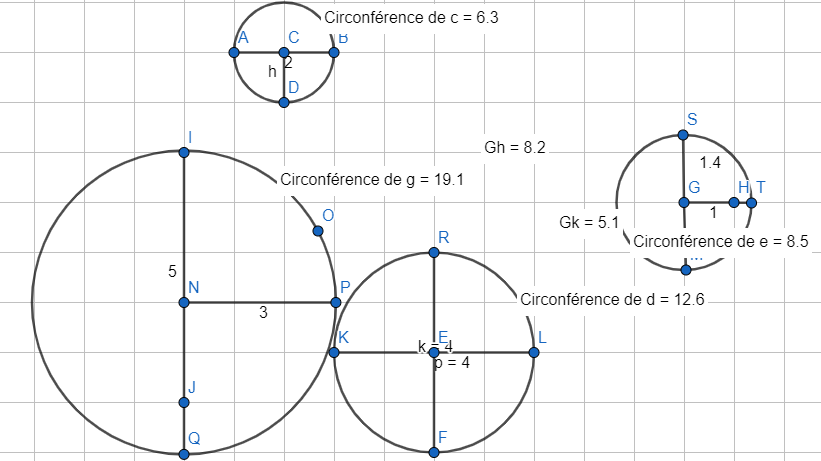 Circonférence de c = 6.3
A
C
B
2
h
D
S
I
Gh = 8.2
1.4
Circonférence de g = 19.1
G
H
T
O
1
Gk = 5.1
R
Circonférence de e = 8.5
5
N
P
Circonférence de d = 12.6
3
K
E
L
k = 4
p = 4
J
Q
F